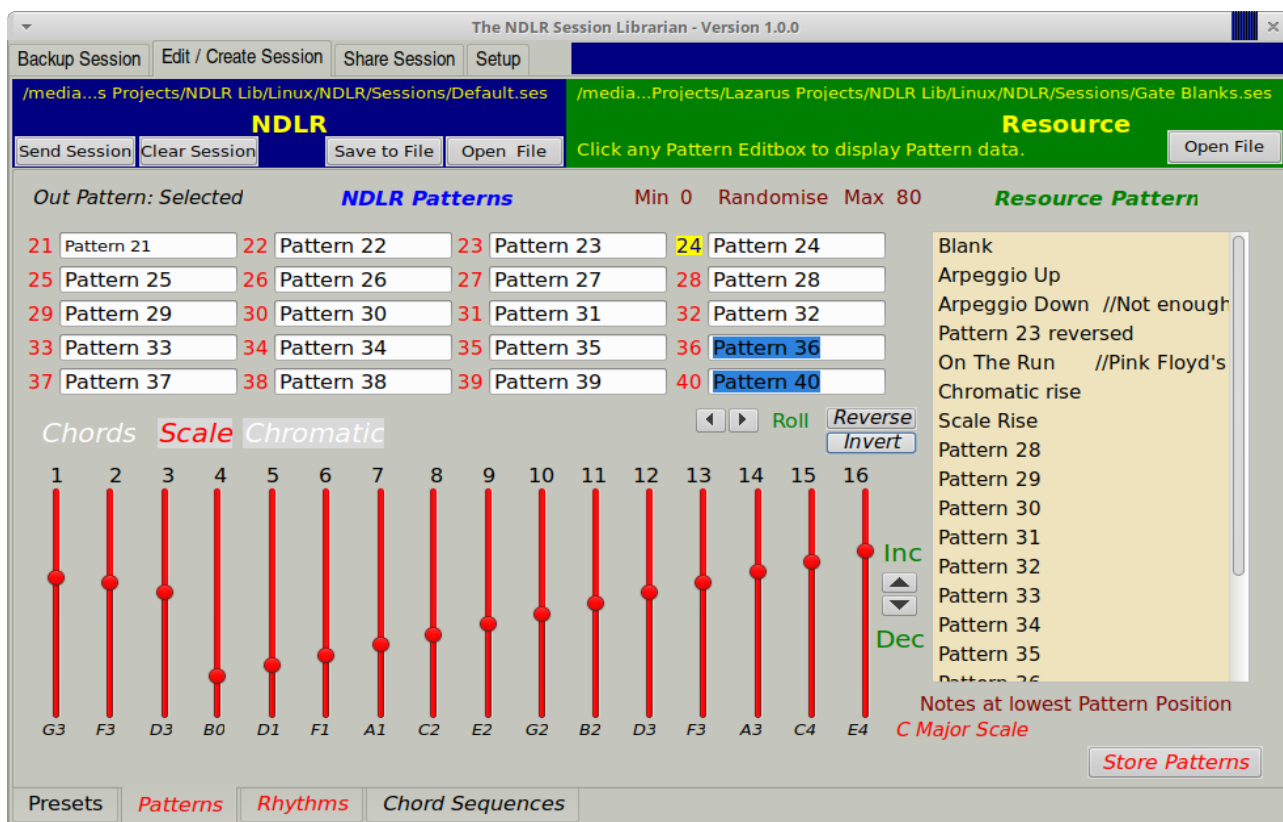 The NDLR Session Librarian - Version 1.0.0
Backup Session Edit / Create Session Share Session Setup
/media...s Projects/NDLR Lib/Linux/NDLR/Sessions/Default.ses /media...Projects/Lazarus Projects/NDLR Lib/Linux/NDLR/Sessions/Gate Blanks.ses
NDLR Resource
Send Session Clear Session Save to File Open File Click any Pattern Editbox to display Pattern data. Open File
Out Pattern: Selected NDLR Patterns Min 0 Randomise Max 80 Resource Pattern
21 Pattern 21 22 Pattern 22 23 Pattern 23 24 Pattern 24
25 Pattern 25 26 Pattern 26 27 Pattern 27 28 Pattern 28
29 Pattern 29 30 Pattern 30 31 Pattern 31 32 Pattern 32
33 Pattern 33 34 Pattern 34 35 Pattern 35 36 Pattern 36
37 Pattern 37 38 Pattern 38 39 Pattern 39 40 Pattern 40
Blank
Arpeggio Up
Arpeggio Down //Not enough
Pattern 23 reversed
On The Run //Pink Floyd's
Chromatic rise
Scale Rise
Pattern 28
Pattern 29
Pattern 30
Pattern 31
Pattern 32
Pattern 33
Pattern 34
Pattern 35
Pattern 36
Roll Reverse
Invert
Chords Scale Chromatic
1 2 3 4 5 6 7 8 9 10 11 12 13 14 15 16
Inc
Dec
G3 F3 D3 B0 D1 F1 A1 C2 E2 G2 B2 D3 F3 A3 C4 E4
Notes at lowest Pattern Position
C Major Scale
Store Patterns
Presets Patterns Rhythms Chord Sequences